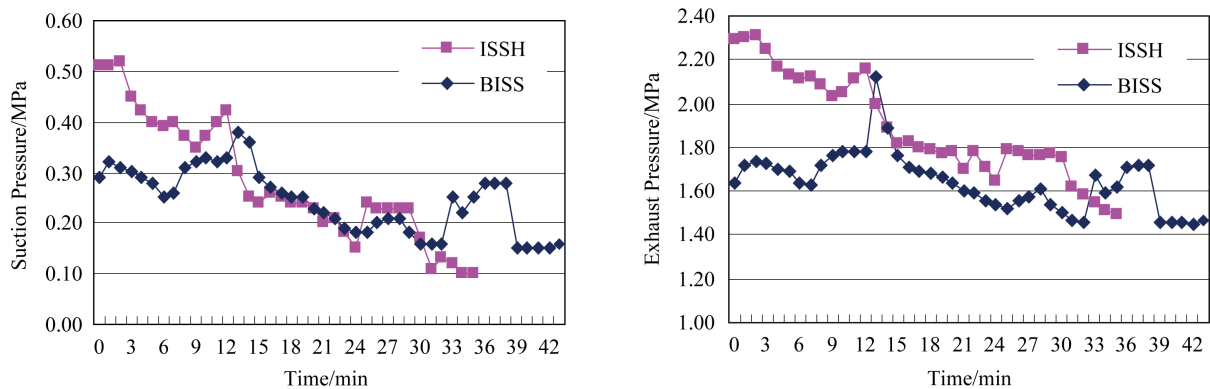 0.60
0.50
0.40
0.30
0.20
0.10
0.00
Suction Pressure/MPa
ISSH
BISS
0 3 6 9 12 15 18 21 24 27 30 33 36 39 42
Time/min
2.40
2.20
2.00
1.80
1.60
1.40
1.20
1.00
Exhaust Pressure/MPa
ISSH
BISS
0 3 6 9 12 15 18 21 24 27 30 33 36 39 42
Time/min